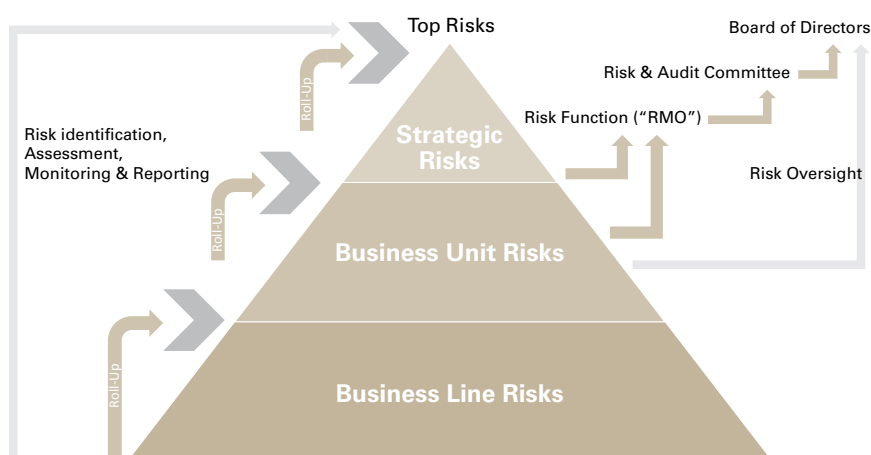 Top Risks
Board of Directors
Risk & Audit Committee
Roll-Up
Risk Function (“RMO”)
Risk identification,
Assessment,
Monitoring & Reporting
Strategic
Risks
Risk Oversight
Roll-Up
Business Unit Risks
Roll-Up
Business Line Risks